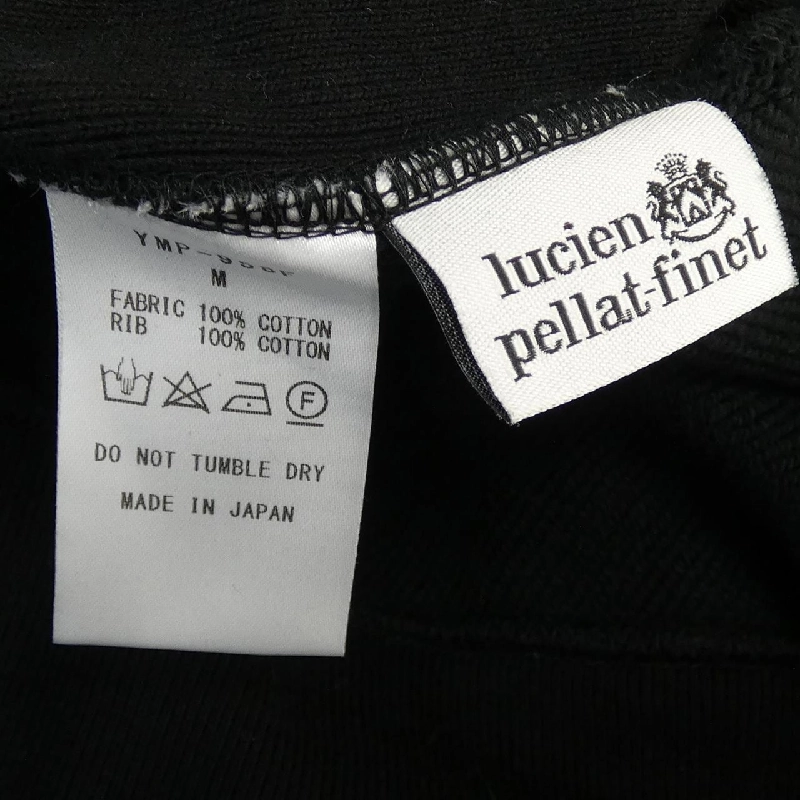 M
FABRIC 100% COTTON
RIB 100% COTTON
F
DO NOT TUMBLE DRY
MADE IN JAPAN
lucien
pellat-finet